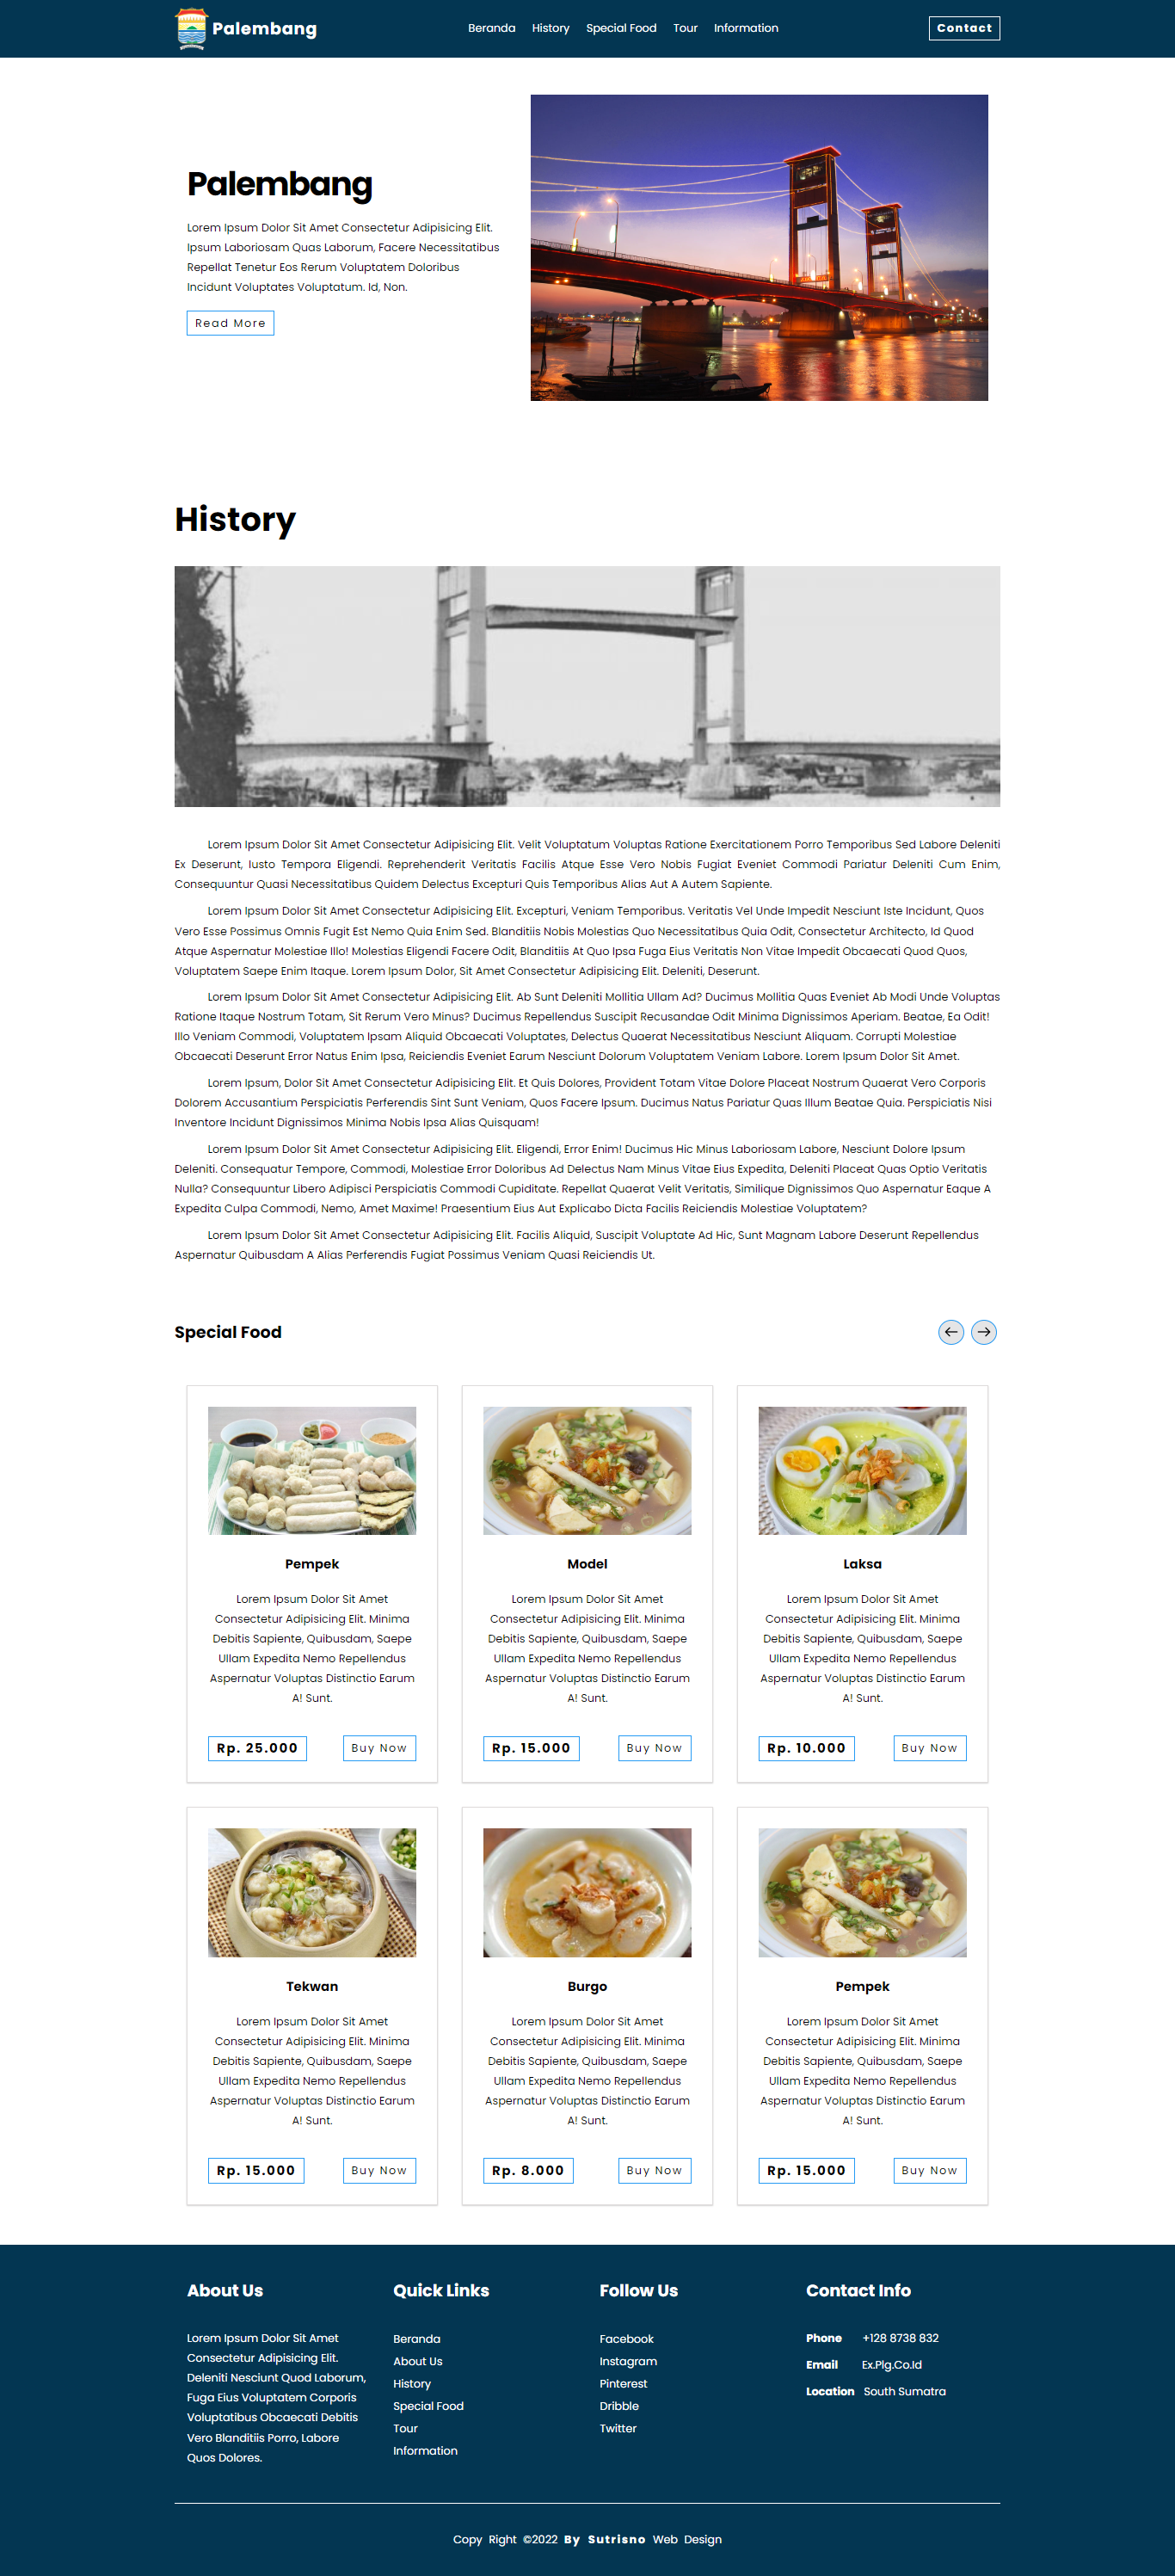 Palembang
Beranda
History
Special Food
Tour
Information
Contact
Palembang
Lorem Ipsum Dolor Sit Amet Consectetur Adipisicing Elit.
Ipsum Laboriosam Quas Laborum, Facere Necessitatibus
Repellat Tenetur Eos Rerum Voluptatem Doloribus
Incidunt Voluptates Voluptatum. Id, Non.
Read More
History
Lorem Ipsum Dolor Sit Amet Consectetur Adipisicing Elit. Velit Voluptatum Voluptas Ratione Exercitationem Porro Temporibus Sed Labore Deleniti
Ex Deserunt, Iusto Tempora Eligendi. Reprehenderit Veritatis Facilis Atque Esse Vero Nobis Fugiat Eveniet Commodi Pariatur Deleniti Cum Enim,
Consequuntur Quasi Necessitatibus Quidem Delectus Excepturi Quis Temporibus Alias Aut A Autem Sapiente.
Lorem Ipsum Dolor Sit Amet Consectetur Adipisicing Elit. Excepturi, Veniam Temporibus. Veritatis Vel Unde Impedit Nesciunt Iste Incidunt, Quos
Vero Esse Possimus Omnis Fugit Est Nemo Quia Enim Sed. Blanditiis Nobis Molestias Quo Necessitatibus Quia Odit, Consectetur Architecto, Id Quod
Atque Aspernatur Molestiae Illo! Molestias Eligendi Facere Odit, Blanditiis At Quo Ipsa Fuga Eius Veritatis Non Vitae Impedit Obcaecati Quod Quos,
Voluptatem Saepe Enim Itaque. Lorem Ipsum Dolor, Sit Amet Consectetur Adipisicing Elit. Deleniti, Deserunt.
Lorem Ipsum Dolor Sit Amet Consectetur Adipisicing Elit. Ab Sunt Deleniti Mollitia Ullam Ad? Ducimus Mollitia Quas Eveniet Ab Modi Unde Voluptas
Ratione Itaque Nostrum Totam, Sit Rerum Vero Minus? Ducimus Repellendus Suscipit Recusandae Odit Minima Dignissimos Aperiam. Beatae, Ea Odit!
Illo Veniam Commodi, Voluptatem Ipsam Aliquid Obcaecati Voluptates, Delectus Quaerat Necessitatibus Nesciunt Aliquam. Corrupti Molestiae
Obcaecati Deserunt Error Natus Enim Ipsa, Reiciendis Eveniet Earum Nesciunt Dolorum Voluptatem Veniam Labore. Lorem Ipsum Dolor Sit Amet.
Lorem Ipsum, Dolor Sit Amet Consectetur Adipisicing Elit. Et Quis Dolores, Provident Totam Vitae Dolore Placeat Nostrum Quaerat Vero Corporis
Dolorem Accusantium Perspiciatis Perferendis Sint Sunt Veniam, Quos Facere Ipsum. Ducimus Natus Pariatur Quas Illum Beatae Quia. Perspiciatis Nisi
Inventore Incidunt Dignissimos Minima Nobis Ipsa Alias Quisquam!
Lorem Ipsum Dolor Sit Amet Consectetur Adipisicing Elit. Eligendi, Error Enim! Ducimus Hic Minus Laboriosam Labore, Nesciunt Dolore Ipsum
Deleniti. Consequatur Tempore, Commodi, Molestiae Error Doloribus Ad Delectus Nam Minus Vitae Eius Expedita, Deleniti Placeat Quas Optio Veritatis
Nulla? Consequuntur Libero Adipisci Perspiciatis Commodi Cupiditate. Repellat Quaerat Velit Veritatis, Similique Dignissimos Quo Aspernatur Eaque A
Expedita Culpa Commodi, Nemo, Amet Maxime! Praesentium Eius Aut Explicabo Dicta Facilis Reiciendis Molestiae Voluptatem?
Lorem Ipsum Dolor Sit Amet Consectetur Adipisicing Elit. Facilis Aliquid, Suscipit Voluptate Ad Hic, Sunt Magnam Labore Deserunt Repellendus
Aspernatur Quibusdam A Alias Perferendis Fugiat Possimus Veniam Quasi Reiciendis Ut.
Special Food
Pempek
Lorem Ipsum Dolor Sit Amet
Consectetur Adipisicing Elit. Minima
Debitis Sapiente, Quibusdam, Saepe
Ullam Expedita Nemo Repellendus
Aspernatur Voluptas Distinctio Earum
A! Sunt.
Rp. 25.000
Buy Now
Model
Lorem Ipsum Dolor Sit Amet
Consectetur Adipisicing Elit. Minima
Debitis Sapiente, Quibusdam, Saepe
Ullam Expedita Nemo Repellendus
Aspernatur Voluptas Distinctio Earum
A! Sunt.
Rp. 15.000
Buy Now
Laksa
Lorem Ipsum Dolor Sit Amet
Consectetur Adipisicing Elit. Minima
Debitis Sapiente, Quibusdam, Saepe
Ullam Expedita Nemo Repellendus
Aspernatur Voluptas Distinctio Earum
A! Sunt.
Rp. 10.000
Buy Now
Tekwan
Lorem Ipsum Dolor Sit Amet
Consectetur Adipisicing Elit. Minima
Debitis Sapiente, Quibusdam, Saepe
Ullam Expedita Nemo Repellendus
Aspernatur Voluptas Distinctio Earum
A! Sunt.
Rp. 15.000
Buy Now
Burgo
Lorem Ipsum Dolor Sit Amet
Consectetur Adipisicing Elit. Minima
Debitis Sapiente, Quibusdam, Saepe
Ullam Expedita Nemo Repellendus
Aspernatur Voluptas Distinctio Earum
A! Sunt.
Rp. 8.000
Buy Now
Pempek
Lorem Ipsum Dolor Sit Amet
Consectetur Adipisicing Elit. Minima
Debitis Sapiente, Quibusdam, Saepe
Ullam Expedita Nemo Repellendus
Aspernatur Voluptas Distinctio Earum
A! Sunt.
Rp. 15.000
Buy Now
About Us
Lorem Ipsum Dolor Sit Amet
Consectetur Adipisicing Elit.
Deleniti Nesciunt Quod Laborum,
Fuga Eius Voluptatem Corporis
Voluptatibus Obcaecati Debitis
Vero Blanditiis Porro, Labore
Quos Dolores.
Quick Links
Beranda
About Us
History
Special Food
Tour
Information
Follow Us
Facebook
Instagram
Pinterest
Dribble
Twitter
Contact Info
Phone +128 8738 832
Email Ex.Plg.Co.Id
Location South Sumatra
Copy Right ©2022 By Sutrisno Web Design